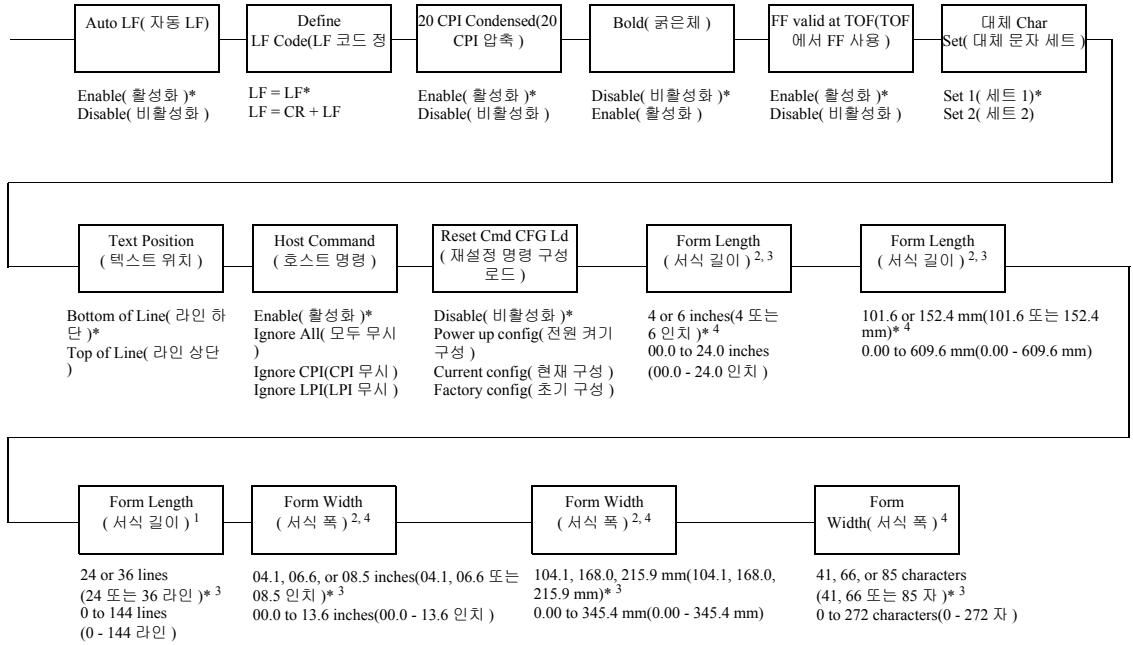 Auto LF( 자동 LF)
Define
LF Code(LF 코드 정
20 CPI Condensed(20
CPI 압축 )
Bold( 굵은체 )
FF valid at TOF(TOF
에서 FF 사용 )
대체 Char
Set( 대체 문자 세트 )
Enable( 활성화 )*
Disable( 비활성화 )
LF = LF*
LF = CR + LF
Enable( 활성화 )*
Disable( 비활성화 )
Disable( 비활성화 )*
Enable( 활성화 )
Enable( 활성화 )*
Disable( 비활성화 )
Set 1( 세트 1)*
Set 2( 세트 2)
Text Position
( 텍스트 위치 )
Host Command
( 호스트 명령 )
Reset Cmd CFG Ld
( 재설정 명령 구성
로드 )
Form Length
( 서식 길이 ) 2, 3
Form Length
( 서식 길이 ) 2, 3
Bottom of Line( 라인 하
단 )*
Top of Line( 라인 상단
)
Enable( 활성화 )*
Ignore All( 모두 무시
)
Ignore CPI(CPI 무시 )
Ignore LPI(LPI 무시 )
Disable( 비활성화 )*
Power up config( 전원 켜기
구성 )
Current config( 현재 구성 )
Factory config( 초기 구성 )
4 or 6 inches(4 또는
6 인치 )* 4
00.0 to 24.0 inches
(00.0 - 24.0 인치 )
101.6 or 152.4 mm(101.6 또는 152.4
mm)* 4
0.00 to 609.6 mm(0.00 - 609.6 mm)
Form Length
( 서식 길이 ) 1
Form Width
( 서식 폭 ) 2, 4
Form Width
( 서식 폭 ) 2, 4
Form
Width( 서식 폭 ) 4
24 or 36 lines
(24 또는 36 라인 )* 3
0 to 144 lines
(0 - 144 라인 )
04.1, 06.6, or 08.5 inches(04.1, 06.6 또는
08.5 인치 )* 3
00.0 to 13.6 inches(00.0 - 13.6 인치 )
104.1, 168.0, 215.9 mm(104.1, 168.0,
215.9 mm)* 3
0.00 to 345.4 mm(0.00 - 345.4 mm)
41, 66, or 85 characters
(41, 66 또는 85 자 )* 3
0 to 272 characters(0 - 272 자 )